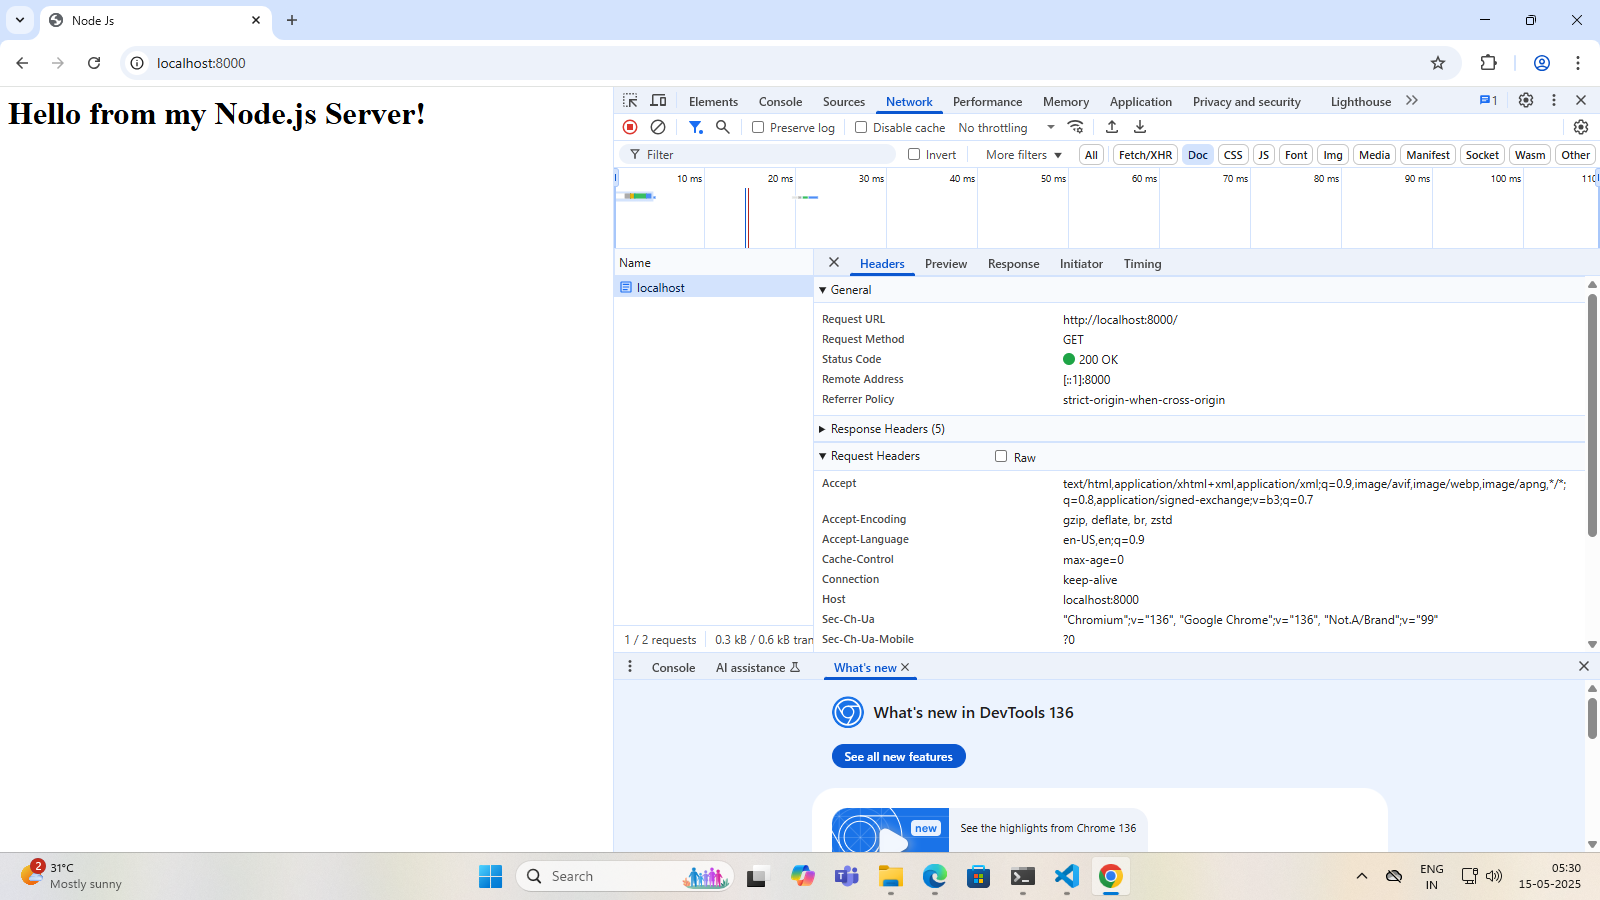 Node Js
localhost:8000
Hello from my Node.js Server!
Elements Console Sources Network Performance Memory Application Privacy and security Lighthouse 1
Preserve log Disable cache No throttling
Filter Invert More filters All Fetch/XHR Doc CSS JS Font Img Media Manifest Socket Wasm Other
10 ms 20 ms 30 ms 40 ms 50 ms 60 ms 70 ms 80 ms 90 ms 100 ms 110
Name
localhost
Headers Preview Response Initiator Timing
General
Request URL http://localhost:8000/
Request Method GET
Status Code 200 OK
Remote Address [::1]:8000
Referrer Policy strict-origin-when-cross-origin
Response Headers (5)
Request Headers Raw
Accept text/html,application/xhtml+xml,application/xml;q=0.9,image/avif,image/webp,image/apng,*/*;
q=0.8,application/signed-exchange;v=b3;q=0.7
Accept-Encoding gzip, deflate, br, zstd
Accept-Language en-US,en;q=0.9
Cache-Control max-age=0
Connection keep-alive
Host localhost:8000
Sec-Ch-Ua "Chromium";v="136", "Google Chrome";v="136", "Not.A/Brand";v="99"
Sec-Ch-Ua-Mobile ?0
1 / 2 requests 0.3 kB / 0.6 kB tran
Console AI assistance What's new
What's new in DevTools 136
See all new features
new
See the highlights from Chrome 136
2
31°C
Mostly sunny
Search
ENG
IN
05:30
15-05-2025